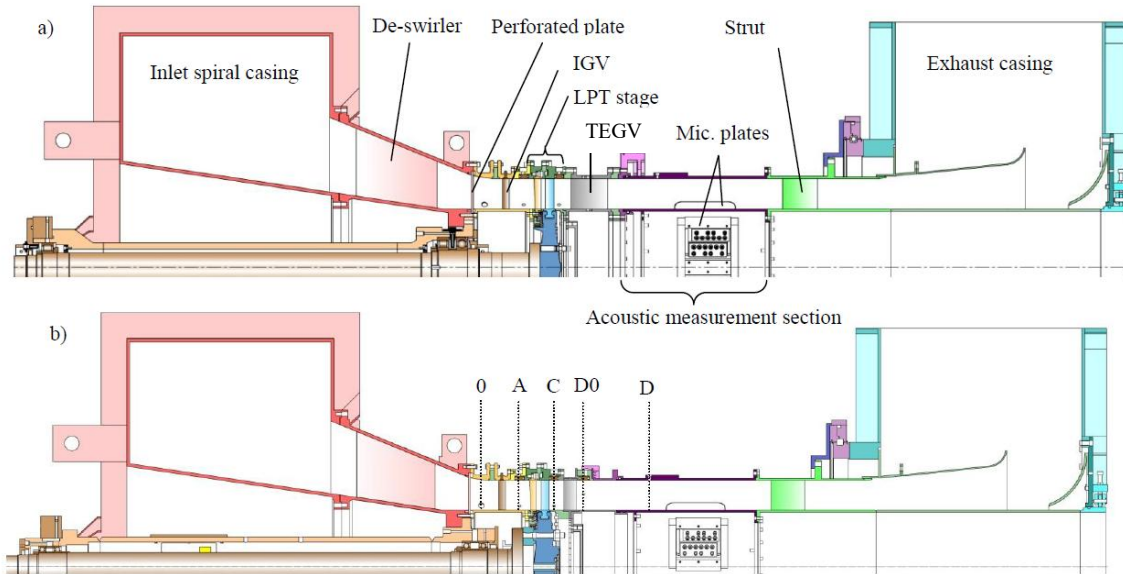 a)
De-swirler
Perforated plate
Strut
Inlet spiral casing
IGV
Exhaust casing
LPT stage
TEGV
Mic. plates
Acoustic measurement section
b)
0 A C D0 D